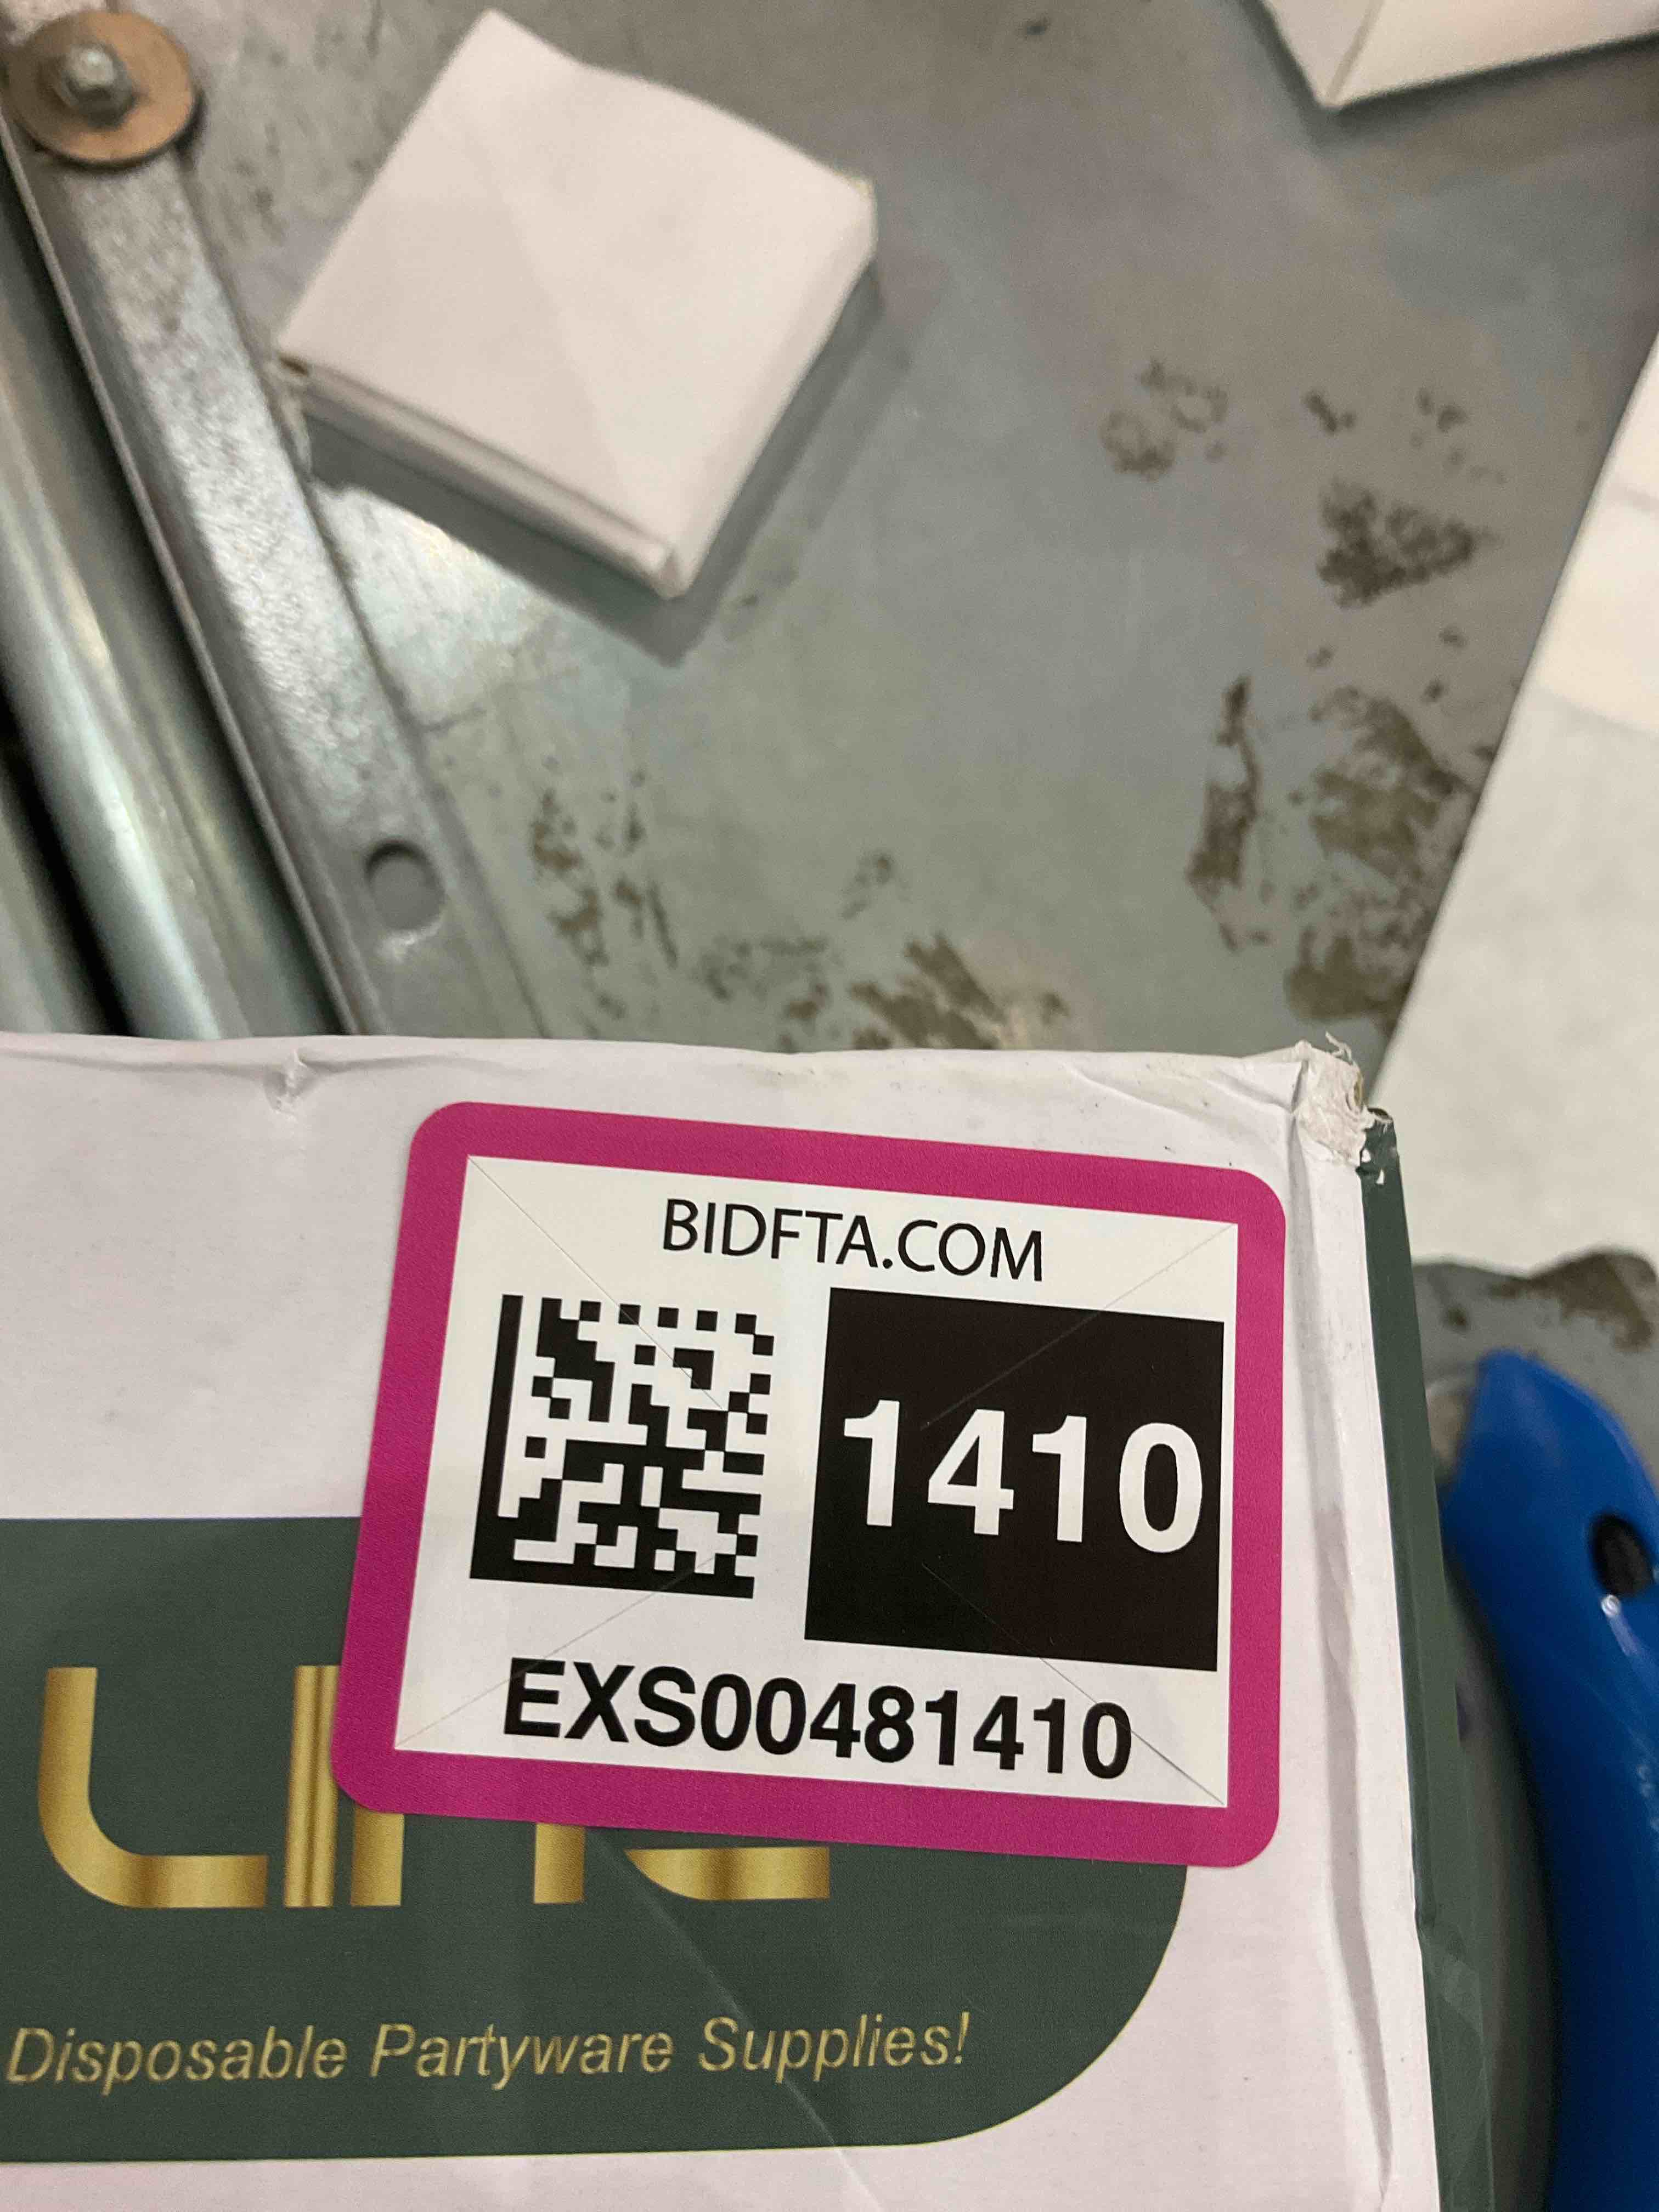 BIDFTA.COM
1410
EXS00481410
Disposable Partyware Supplies!